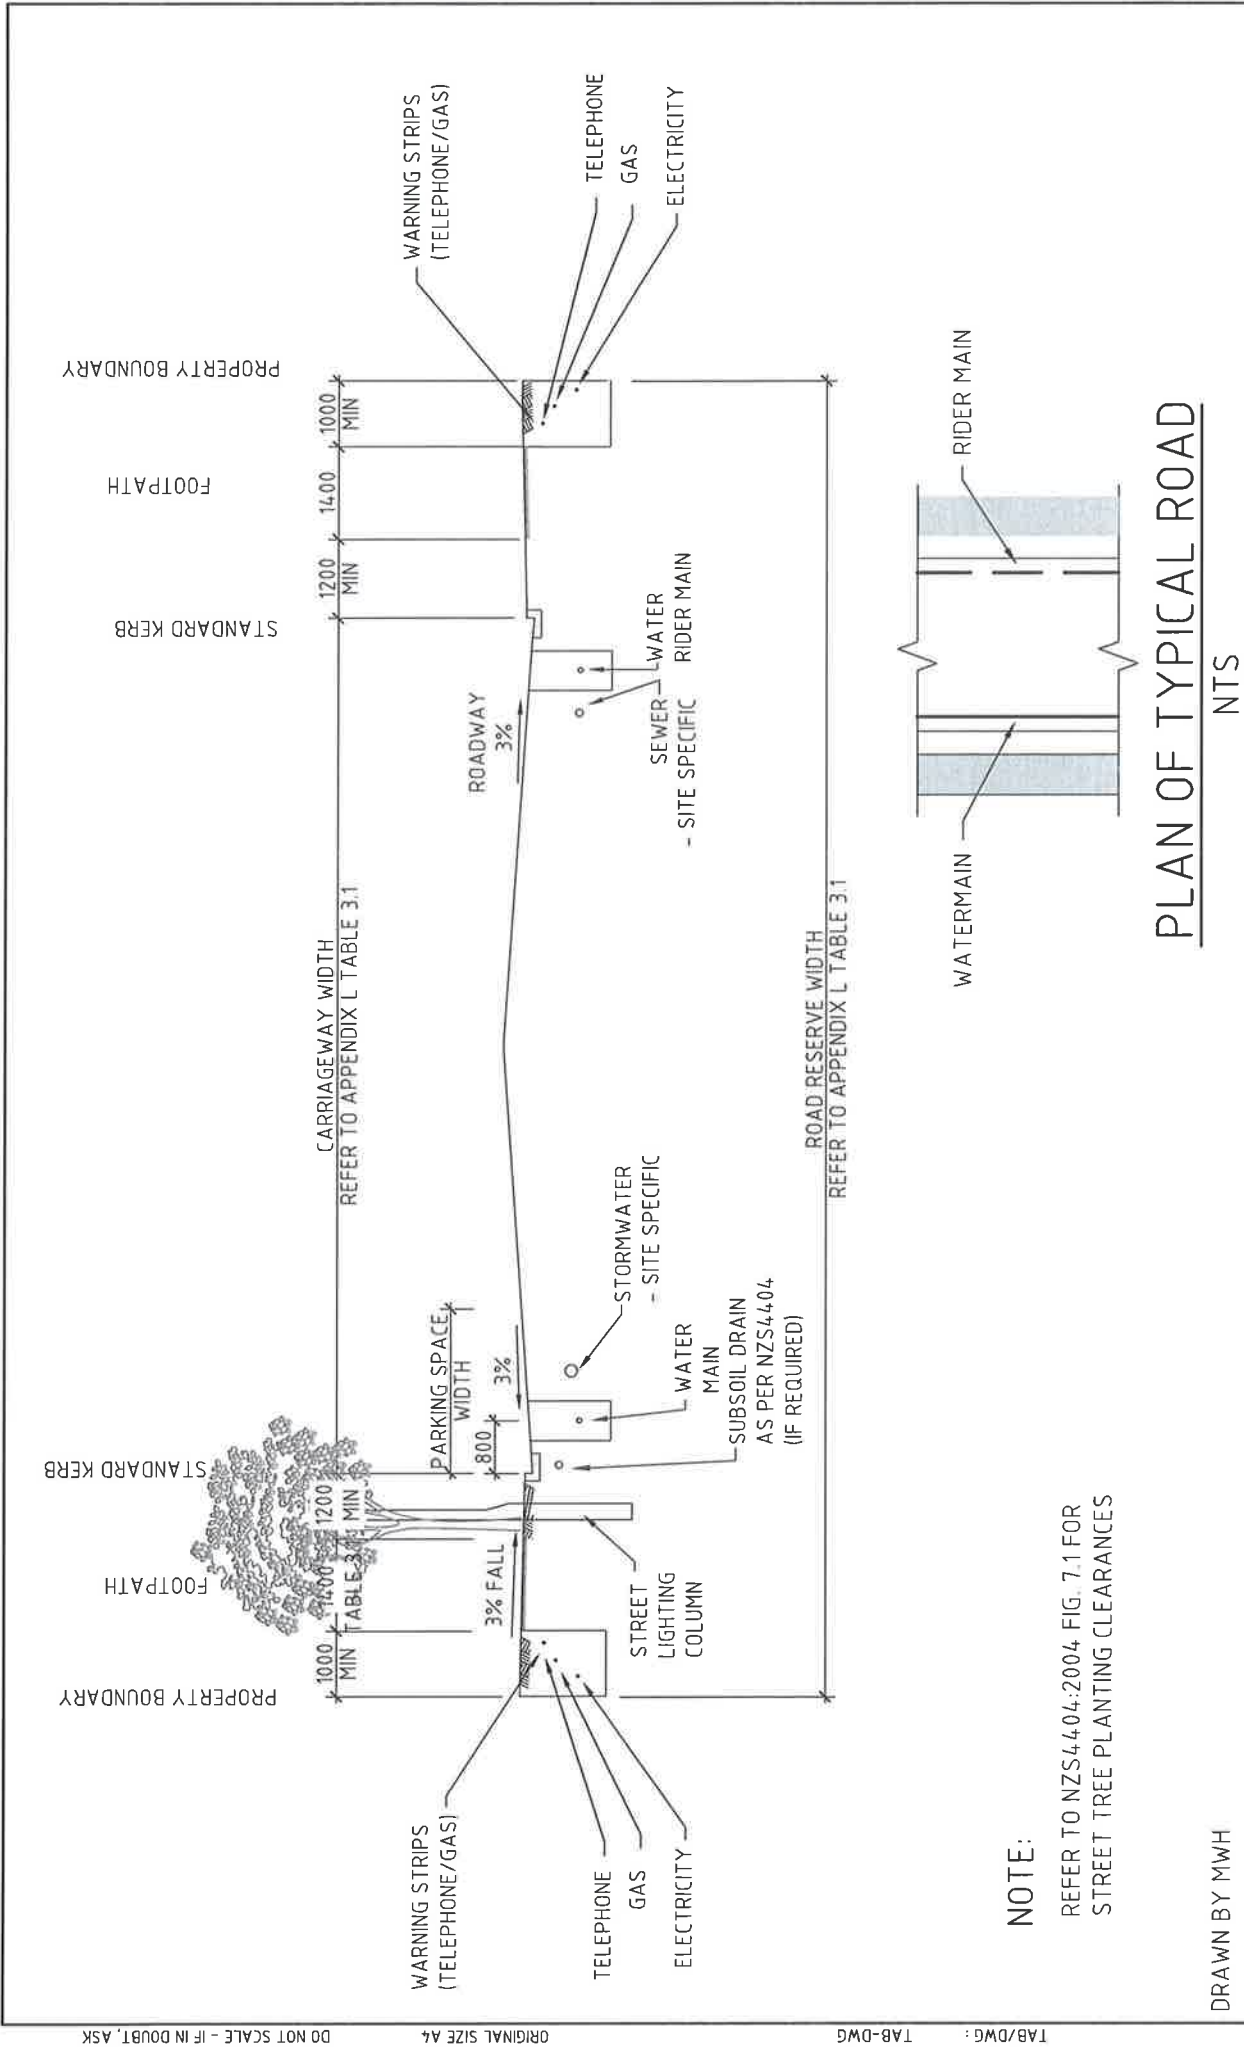 PROPERTY BOUNDARY
FOOTPATH
STANDARD KERB
STANDARD KERB
FOOTPATH
PROPERTY BOUNDARY
1000
MIN
1400
TABLE 3.1
1200
MIN
CARRIAGEWAY WIDTH
REFER TO APPENDIX L TABLE 3.1
1200
MIN
1400
1000
MIN
WARNING STRIPS
(TELEPHONE/GAS)
TELEPHONE
GAS
ELECTRICITY
3% FALL
PARKING SPACE
WIDTH
800
3%
ROADWAY
3%
WARNING STRIPS
(TELEPHONE/GAS)
TELEPHONE
GAS
ELECTRICITY
STREET
LIGHTING
COLUMN
STORMWATER
- SITE SPECIFIC
WATER
MAIN
SUBSOIL DRAIN
AS PER NZS4404
(IF REQUIRED)
SEWER
- SITE SPECIFIC
WATER
RIDER MAIN
ROAD RESERVE WIDTH
REFER TO APPENDIX L TABLE 3.1
NOTE:
REFER TO NZS4404:2004 FIG. 7.1 FOR
STREET TREE PLANTING CLEARANCES
WATERMAIN
RIDER MAIN
PLAN OF TYPICAL ROAD
NTS
DRAWN BY MWH
DO NOT SCALE - IF IN DOUBT, ASK
ORIGINAL SIZE A4
TAB-DWG
TAB/DWG :